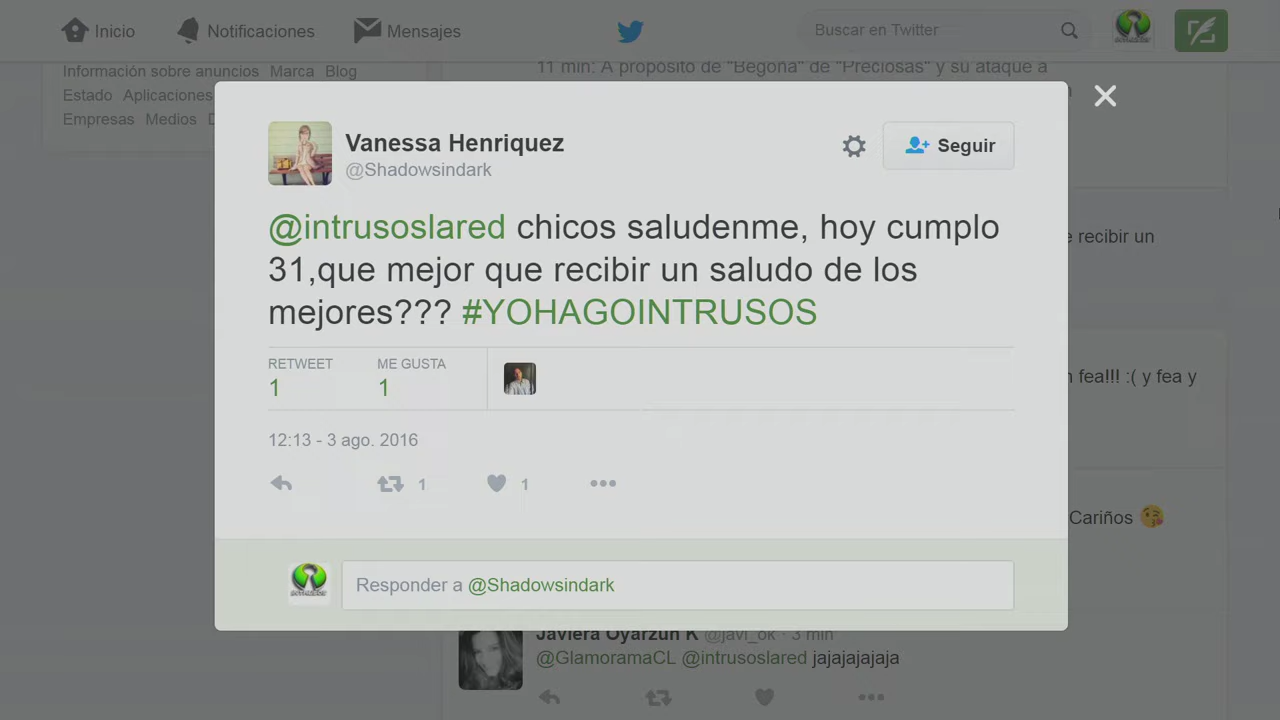 Inicio Notificaciones Mensajes Buscar en Twitter
Información sobre anuncios Marca Blog
Estado Aplicaciones
Empresas Medios
11 min: A propósito de "Begoña" de "Preciosas" y su ataque a
Vanessa Henriquez
@Shadowsindark
Seguir
@intrusoslared chicos saludenme, hoy cumplo
31,que mejor que recibir un saludo de los
mejores??? #YOHAGOINTRUSOS
RETWEET ME GUSTA
1 1
12:13 - 3 ago. 2016
1 1
Responder a @Shadowsindark
recibir un
fea!!! :( y fea y
Cariños 😘
Javiera Oyarzún K @javi_ok · 3 min
@GlamoramaCL @intrusoslared jajajajajaja